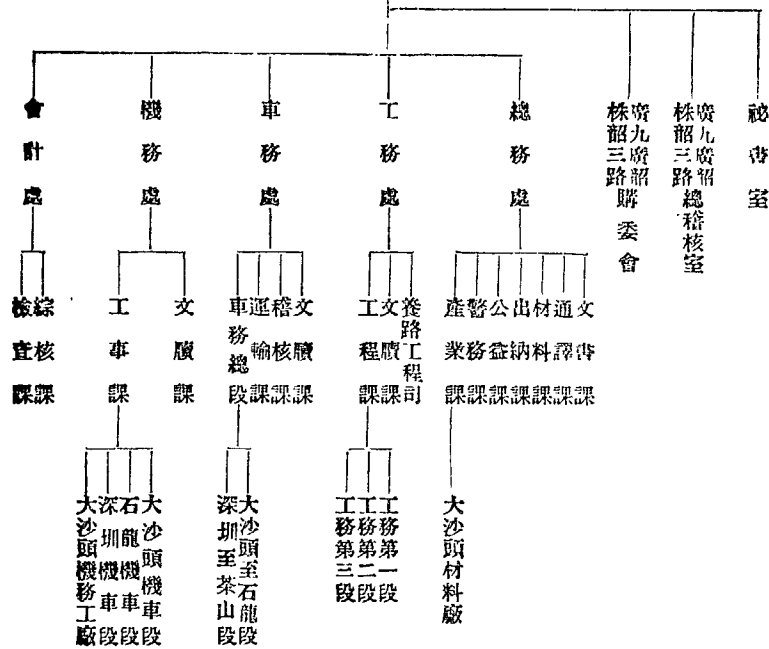 祕書室
廣九廣韶
株韶三路總稽核室
廣九廣韶
株韶三路購委會
總務處
工務處
車務處
機務處
會計處
文書課
通譯課
材料課
出納課
公益課
警務課
產業課
養路工程司
文牘課
工程課
文牘課
稽核課
運輸課
車務總段
文牘課
工事課
綜核課
檢查課
大沙頭材料廠
工務第一段
工務第二段
工務第三段
大沙頭至石龍段
深圳至茶山段
大沙頭機車段
石龍機車段
深圳機車段
大沙頭機務工廠